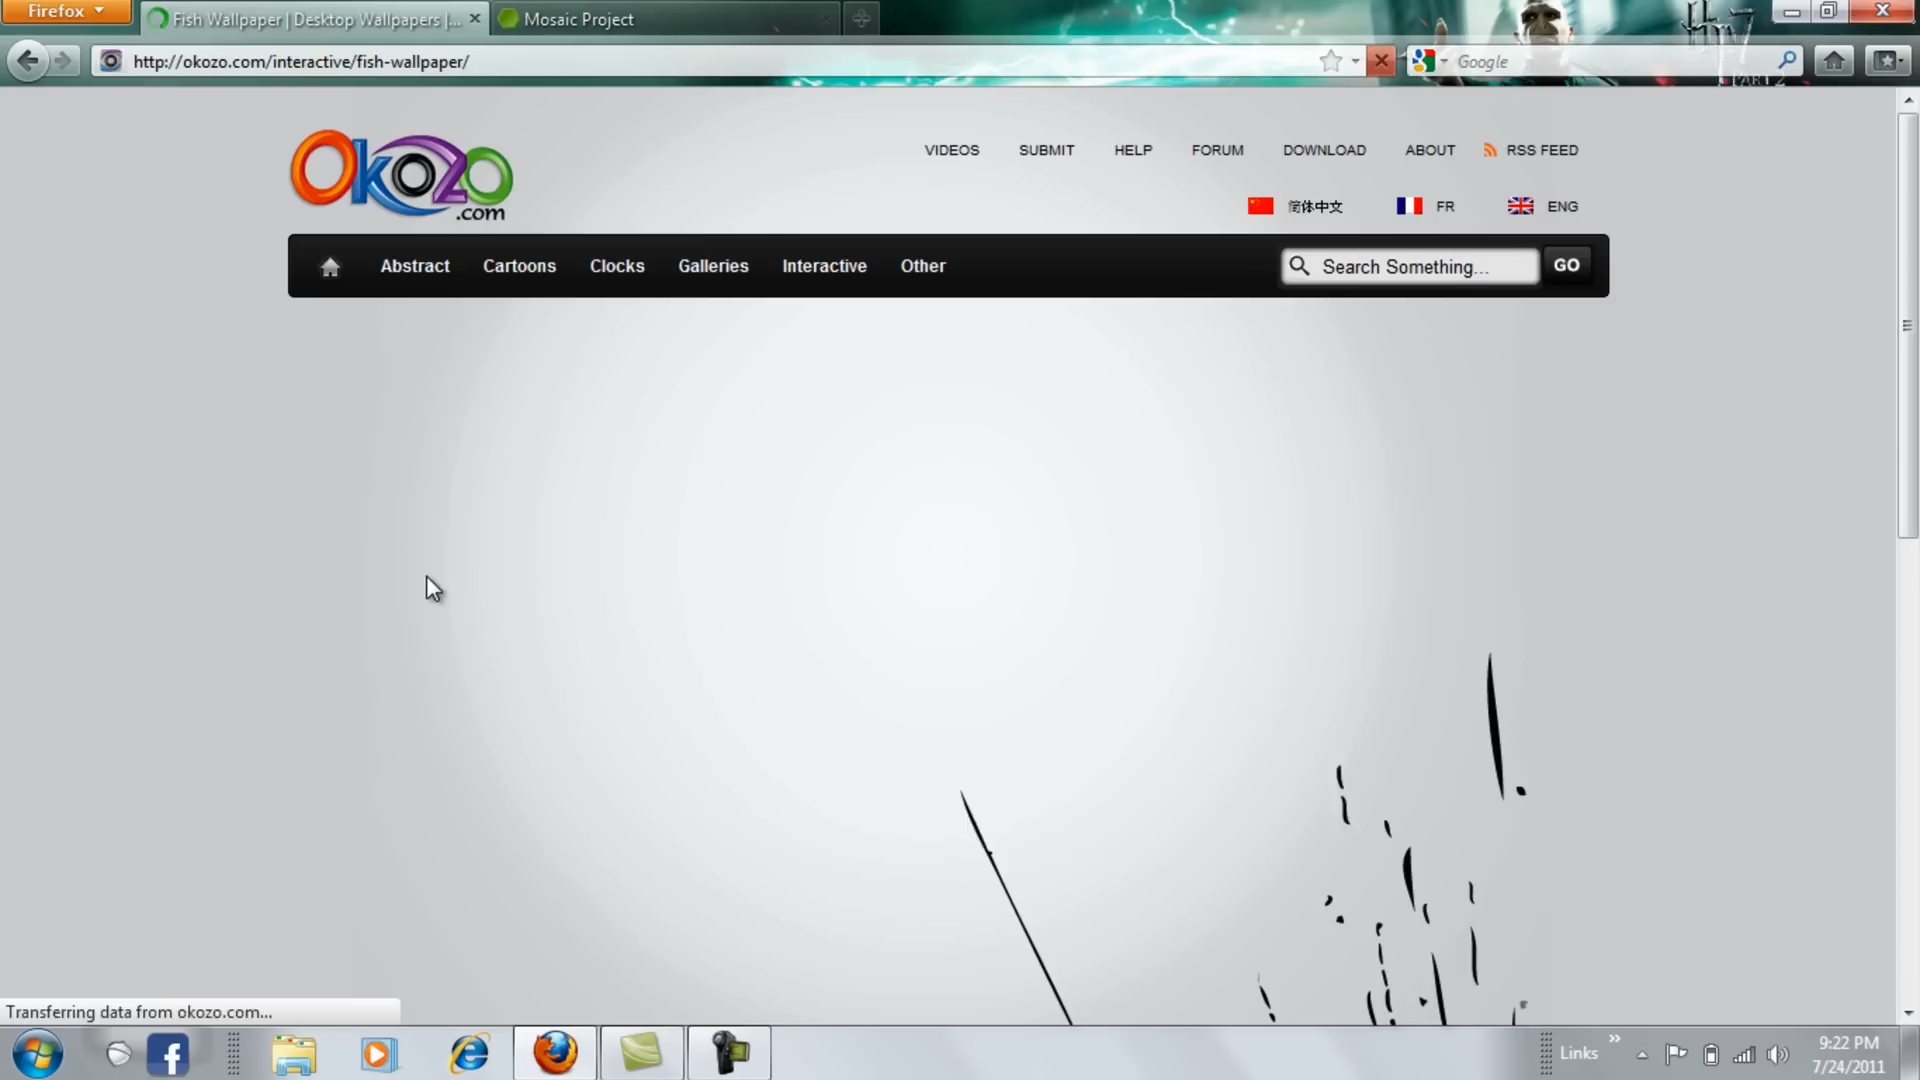 Firefox
Fish Wallpaper | Desktop Wallpapers |...
Mosaic Project
http://okozo.com/interactive/fish-wallpaper/
Google
PART 2
Okozo
.com
VIDEOS SUBMIT HELP FORUM DOWNLOAD ABOUT RSS FEED
简体中文 FR ENG
Abstract Cartoons Clocks Galleries Interactive Other Search Something... GO
Transferring data from okozo.com...
Links
9:22 PM
7/24/2011